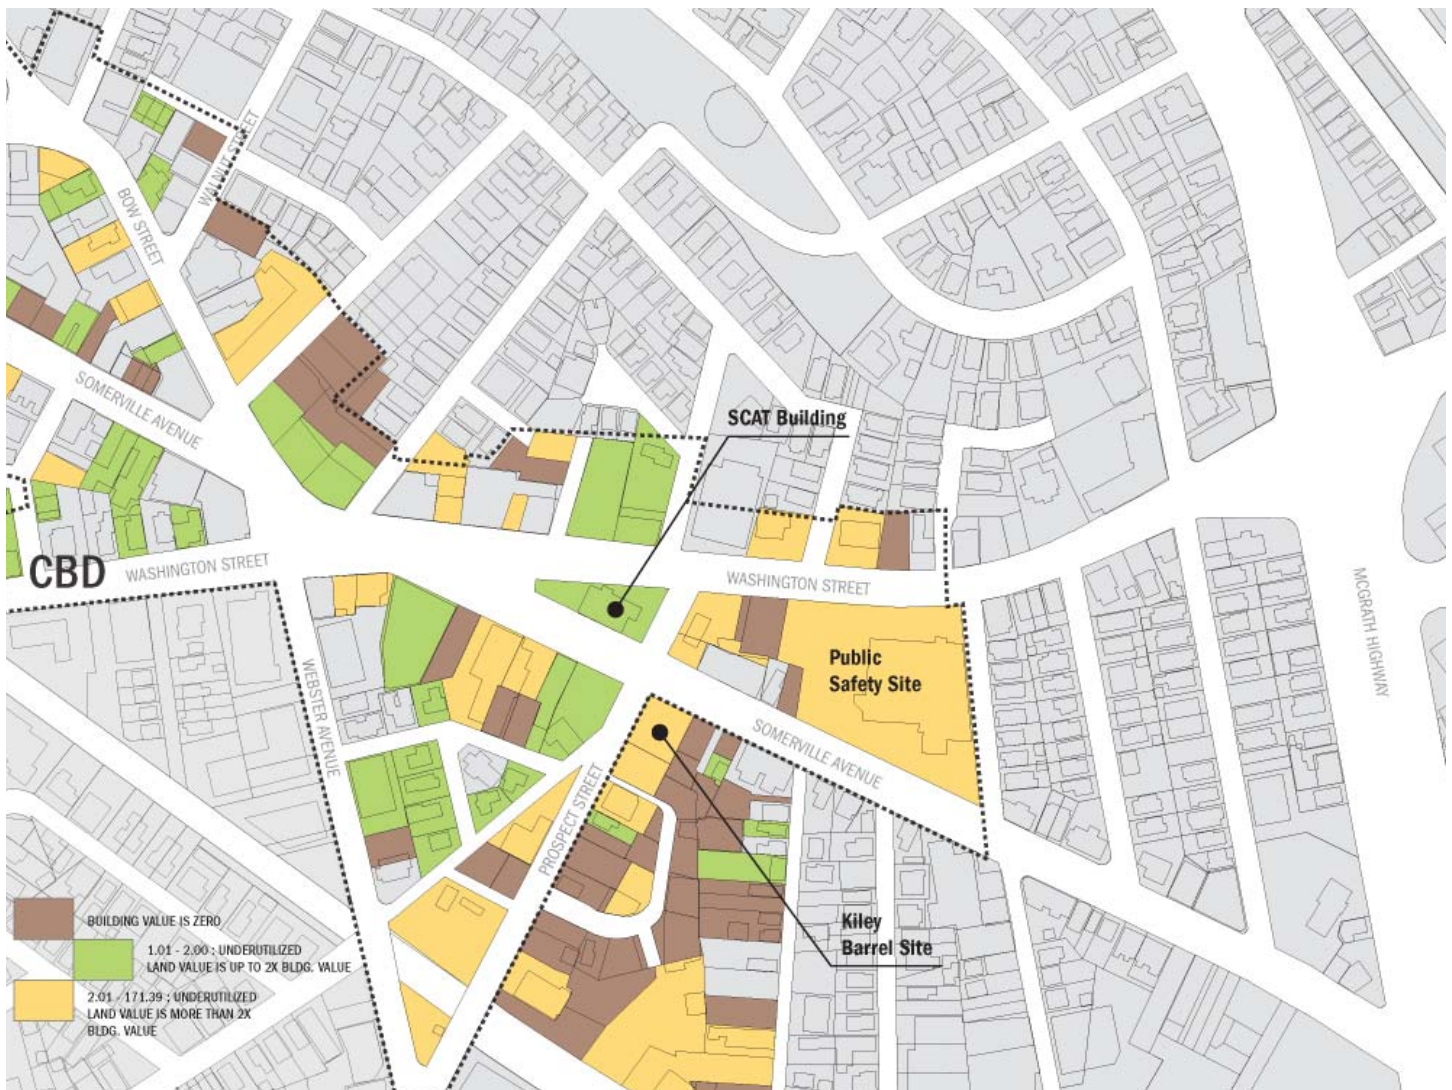 WALNUT STREET
BOW STREET
SOMERVILLE AVENUE
SCAT Building
CBD
WASHINGTON STREET
WASHINGTON STREET
MCGRATH HIGHWAY
WEBSTER AVENUE
Public
Safety Site
SOMERVILLE AVENUE
PROSPECT STREET
Kiley
Barrel Site
BUILDING VALUE IS ZERO
1.01 - 2.00 ; UNDERUTILIZED
LAND VALUE IS UP TO 2X BLDG. VALUE
2:01 - 171.39 ; UNDERUTILIZED
LAND VALUE IS MORE THAN 2X
BLDG. VALUE